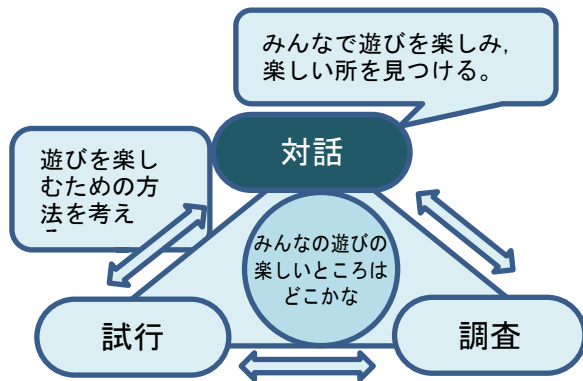 みんなで遊びを楽しみ，
楽しい所を見つける。
対話
遊びを楽し
むための方
法を考え
みんなの遊びの
楽しいところは
どこかな
試行
調査